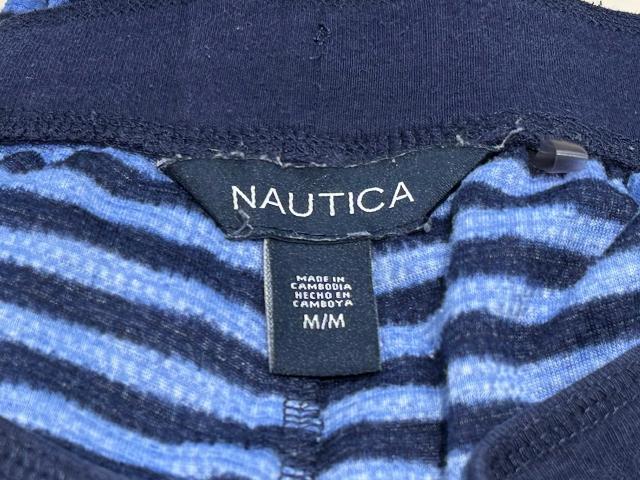 NAUTICA
MADE IN
CAMBODIA
HECHO EN
CAMBOYA
M/M